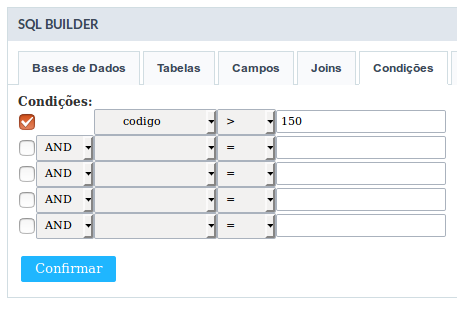 SQL BUILDER
Bases de Dados Tabelas Campos Joins Condições
Condições:
codigo > 150
AND =
AND =
AND =
AND =
Confirmar